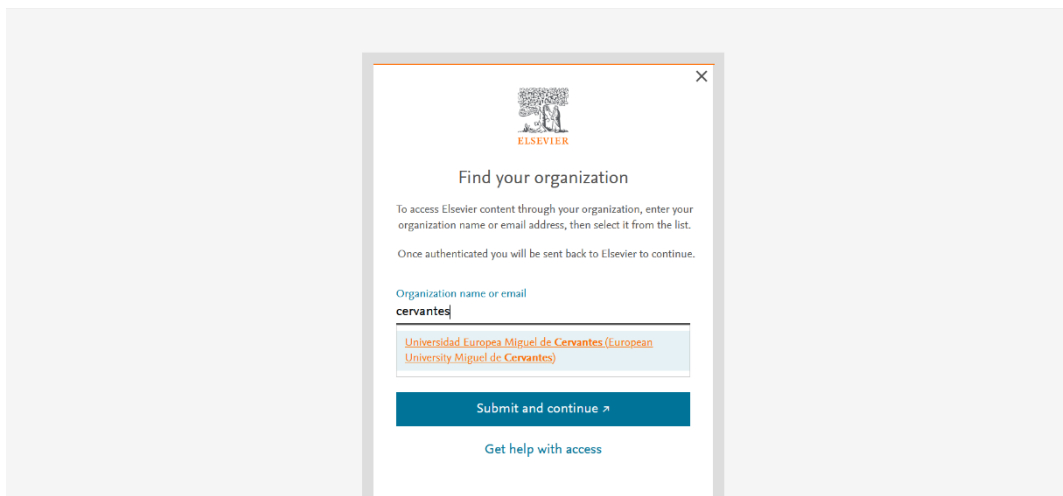 ELSEVIER
Find your organization
To access Elsevier content through your organization, enter your
organization name or email address, then select it from the list.
Once authenticated you will be sent back to Elsevier to continue.
Organization name or email
cervantes
Universidad Europea Miguel de Cervantes (European
University Miguel de Cervantes)
Submit and continue ↗
Get help with access